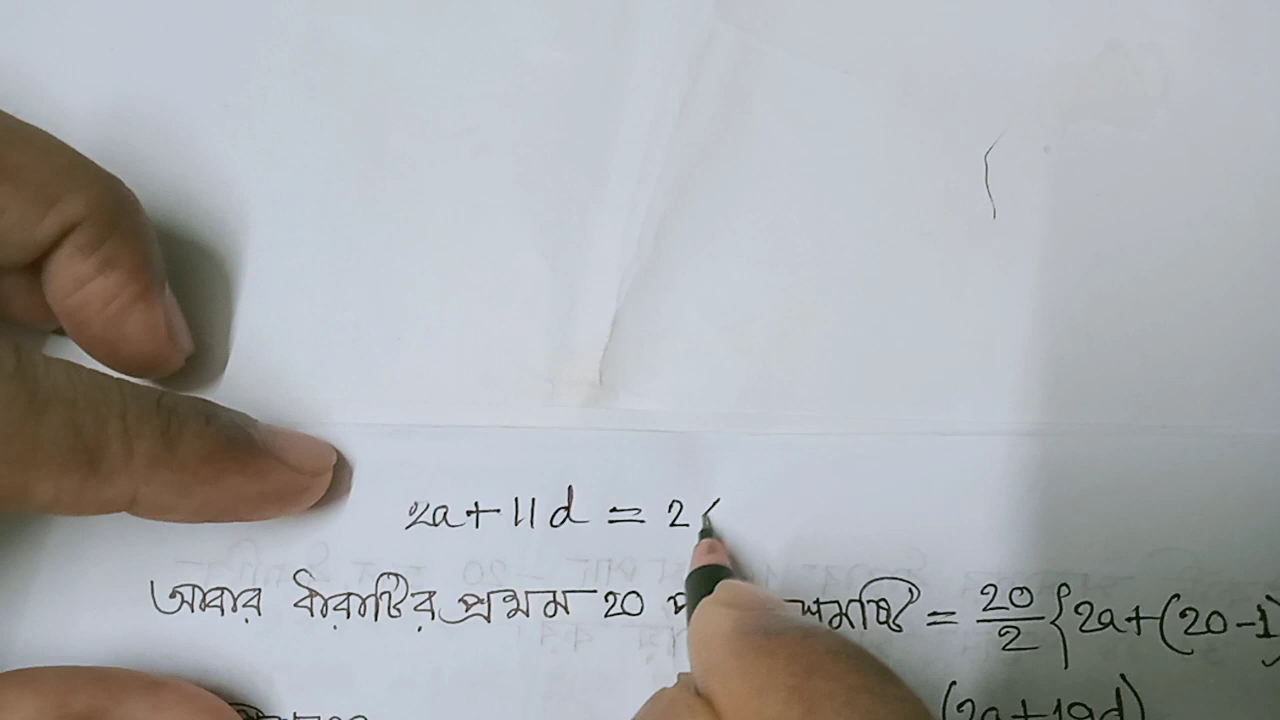 2a + 11d = 2
আবার ধারাটির প্রথম 20 সমষ্টি = 20/2 {2a + (20 - 1)
(2a + 19d)